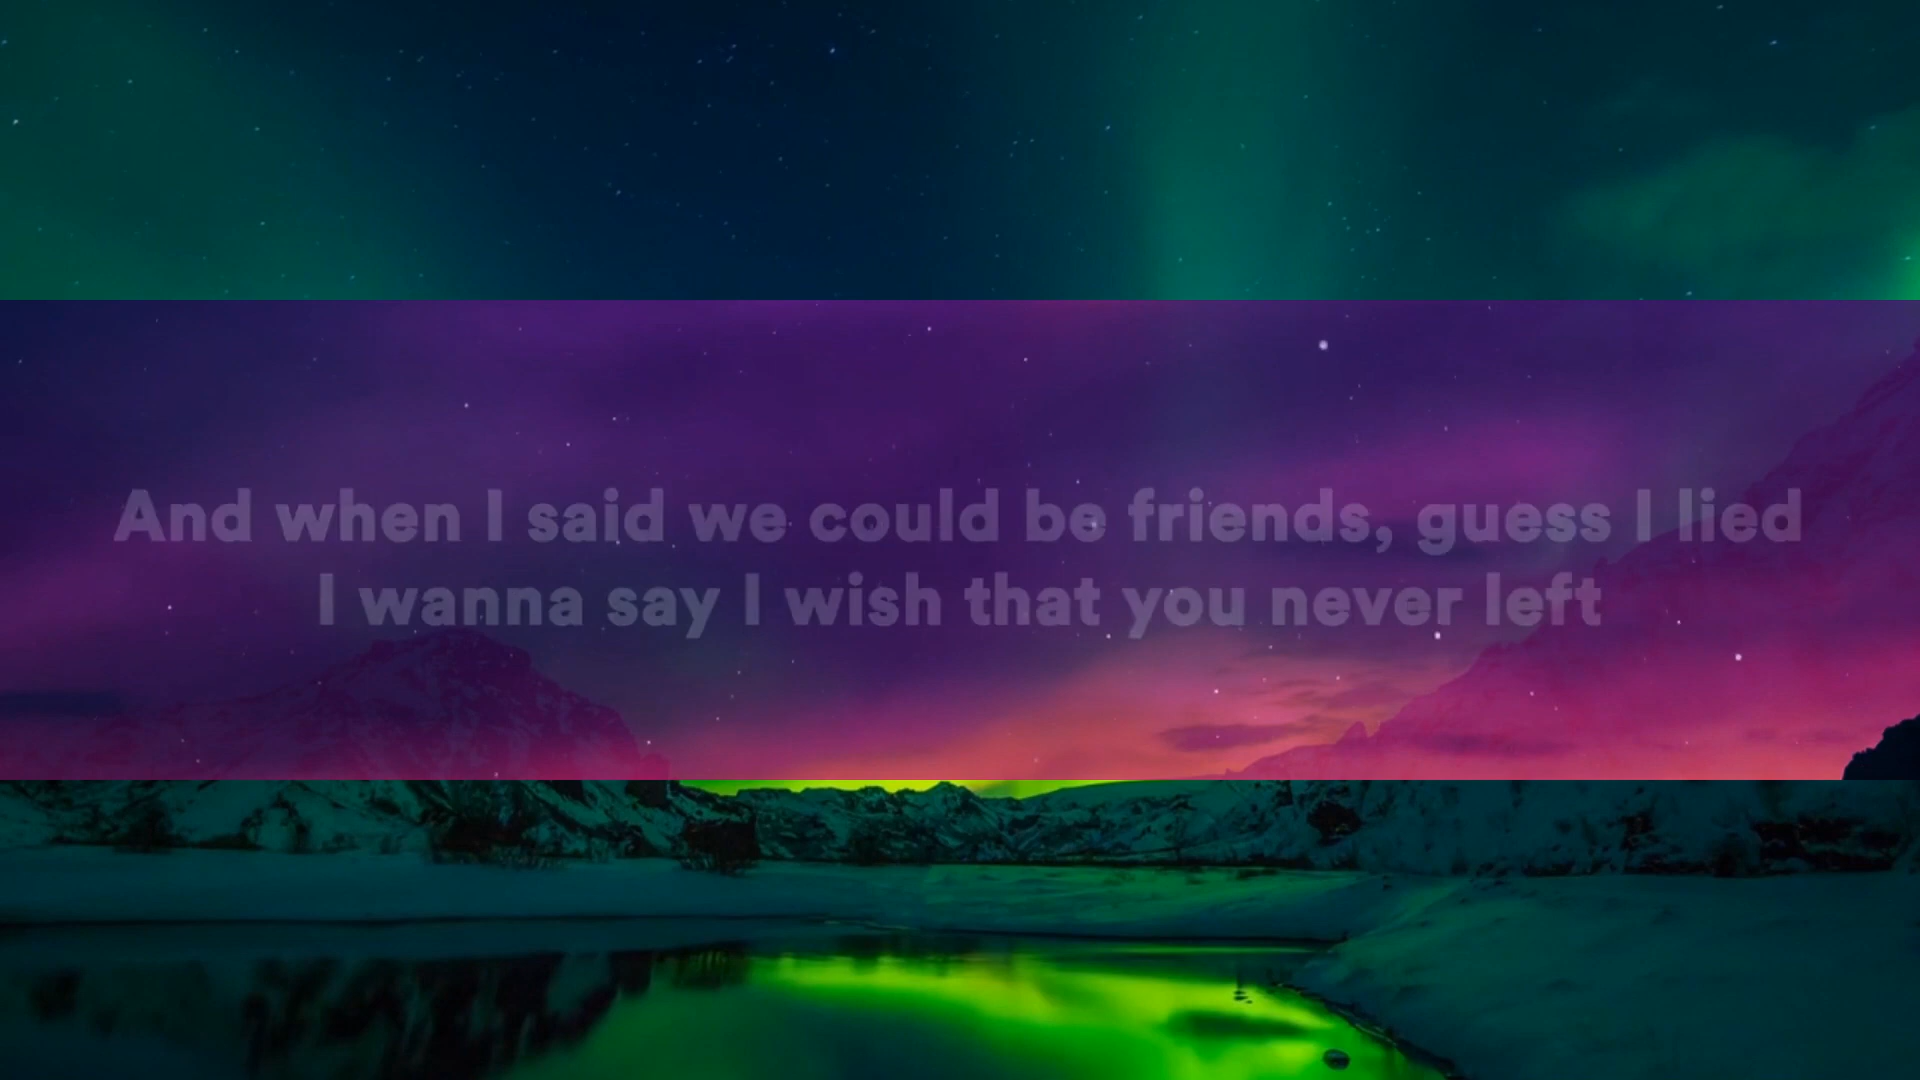 And when I said we could be friends, guess I lied
I wanna say I wish that you never left